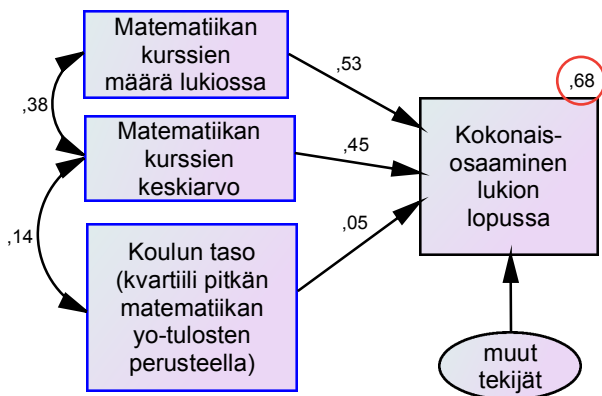 Matematiikan
kurssien
määrä lukiossa
,53
,68
,38
Matematiikan
kurssien
keskiarvo
,45
Kokonais-
osaaminen
lukion
lopussa
,14
Koulun taso
(kvartiili pitkän
matematiikan
yo-tulosten
perusteella)
,05
muut
tekijät